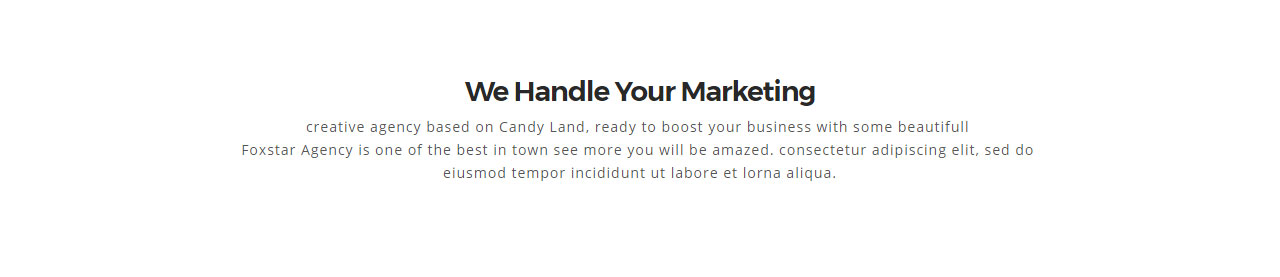 We Handle Your Marketing
creative agency based on Candy Land, ready to boost your business with some beautifull
Foxstar Agency is one of the best in town see more you will be amazed. consectetur adipiscing elit, sed do
eiusmod tempor incididunt ut labore et lorna aliqua.